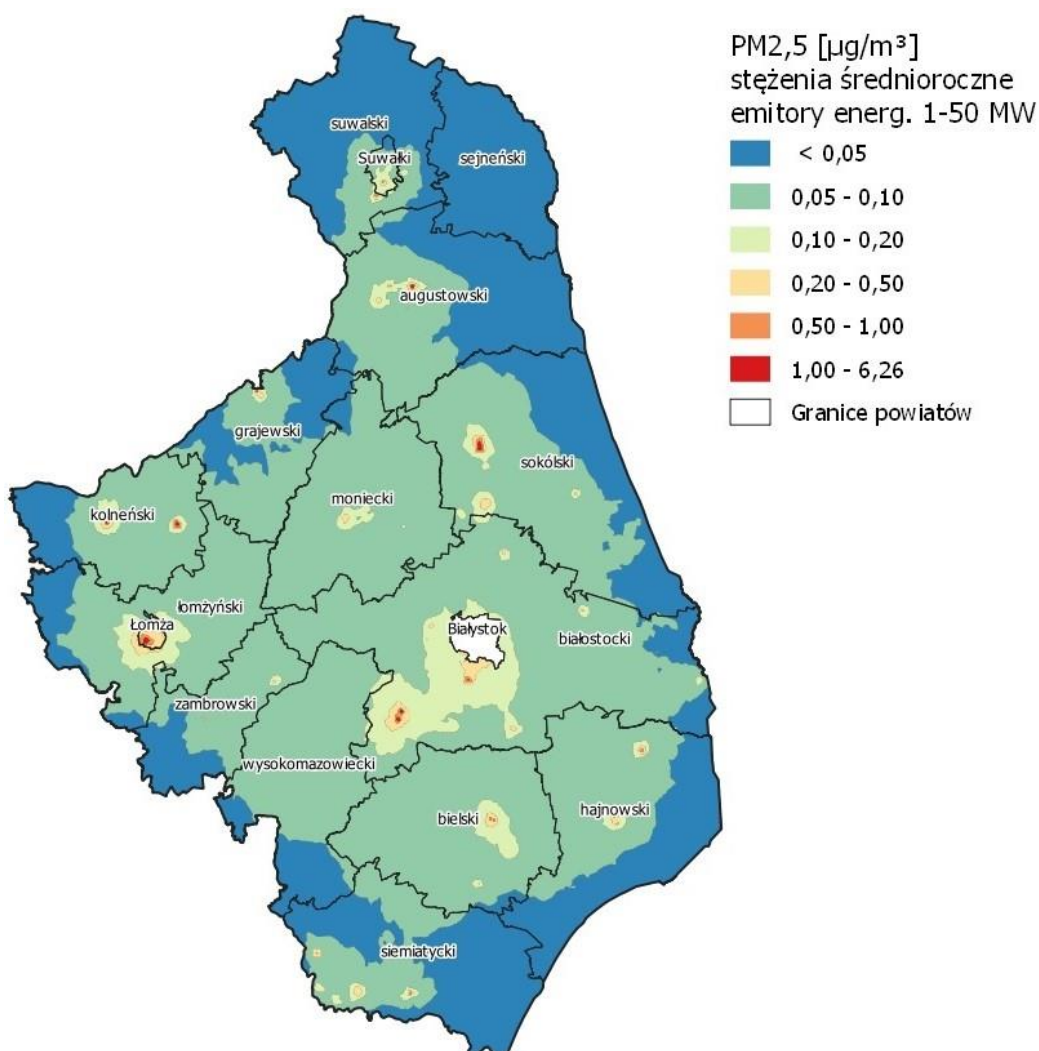 PM2,5 [µg/m³]
stężenia średnioroczne
emitory energ. 1-50 MW
< 0,05
0,05 - 0,10
0,10 - 0,20
0,20 - 0,50
0,50 - 1,00
1,00 - 6,26
Granice powiatów
suwalski
Suwałki
sejneński
augustowski
grajewski
sokólski
kolneński
moniecki
łomżyński
Łomża
Białystok
białostocki
zambrowski
wysokomazowiecki
bielski
hajnowski
siemiatycki